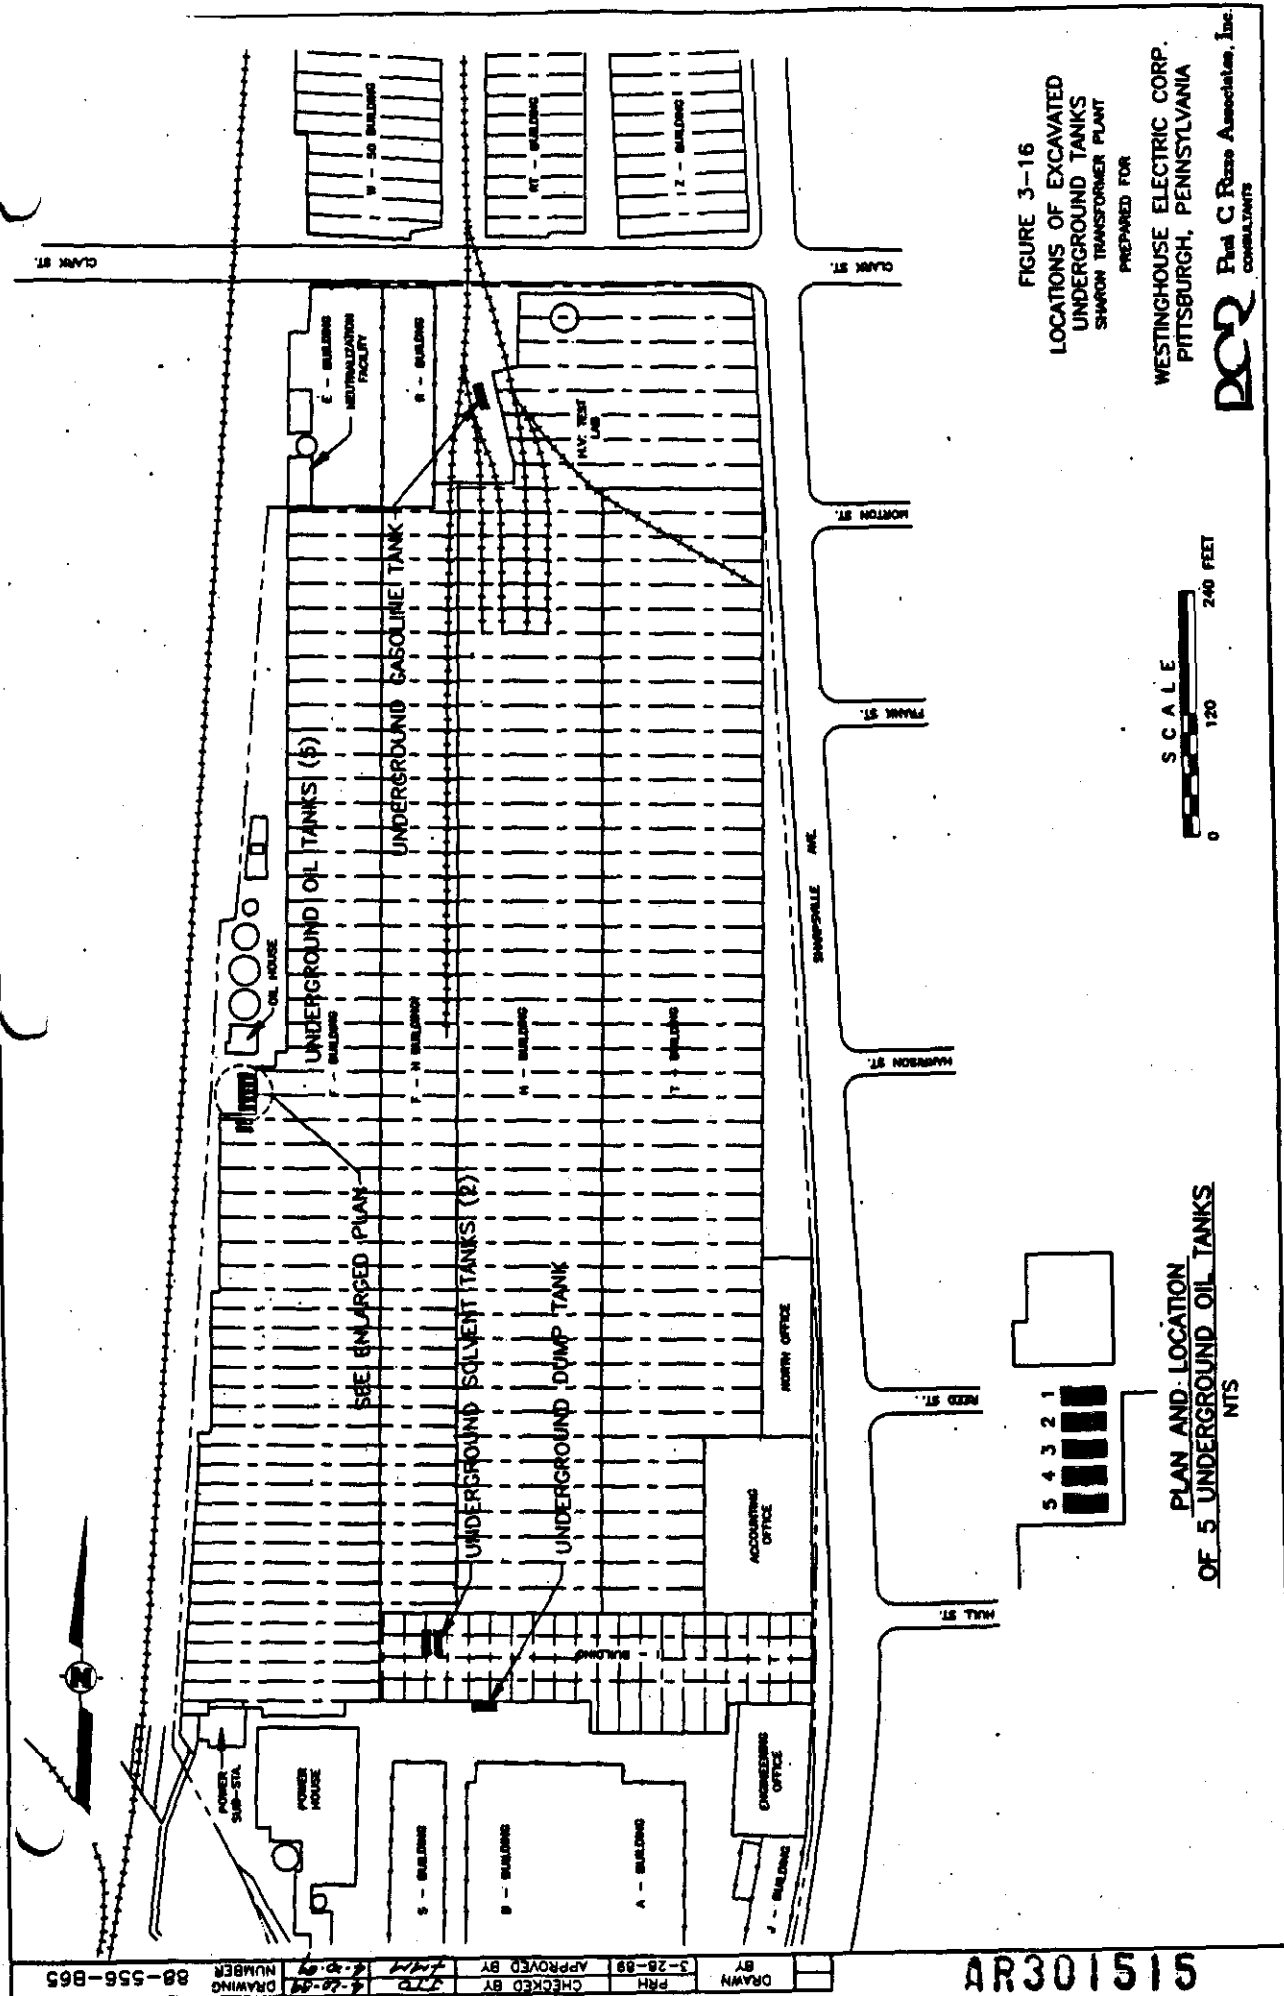 CLARK ST.
W - SO BUILDING
RT - BUILDING
Z - BUILDING
CLARK ST.
E - BUILDING
NEUTRALIZATION
FACILITY
R - BUILDING
H.V. TEST
LAB
UNDERGROUND GASOLINE TANK
UNDERGROUND OIL TANKS (5)
OIL HOUSE
F - BUILDING
F - H BUILDING
M - BUILDING
T - BUILDING
SEE ENLARGED PLAN
UNDERGROUND SOLVENT TANKS (2)
UNDERGROUND DUMP TANK
NORTH OFFICE
ACCOUNTING
OFFICE
I - BUILDING
ENGINEERING
OFFICE
POWER
SUB-STA.
POWER
HOUSE
S - BUILDING
B - BUILDING
A - BUILDING
J - BUILDING
N
SHARPSVILLE AVE.
MORTON ST.
FRANK ST.
HARRISON ST.
REED ST.
HULL ST.
FIGURE 3-16
LOCATIONS OF EXCAVATED
UNDERGROUND TANKS
SHARON TRANSFORMER PLANT
PREPARED FOR
WESTINGHOUSE ELECTRIC CORP.
PITTSBURGH, PENNSYLVANIA
PCR Paul C. Rizzo Associates, Inc.
CONSULTANTS
SCALE
0 120 240 FEET
5 4 3 2 1
PLAN AND LOCATION
OF 5 UNDERGROUND OIL TANKS
NTS
DRAWN
BY
PRH
3-28-89
CHECKED BY
APPROVED BY
JTO
DRAWING
NUMBER
88-556-B65
AR301515